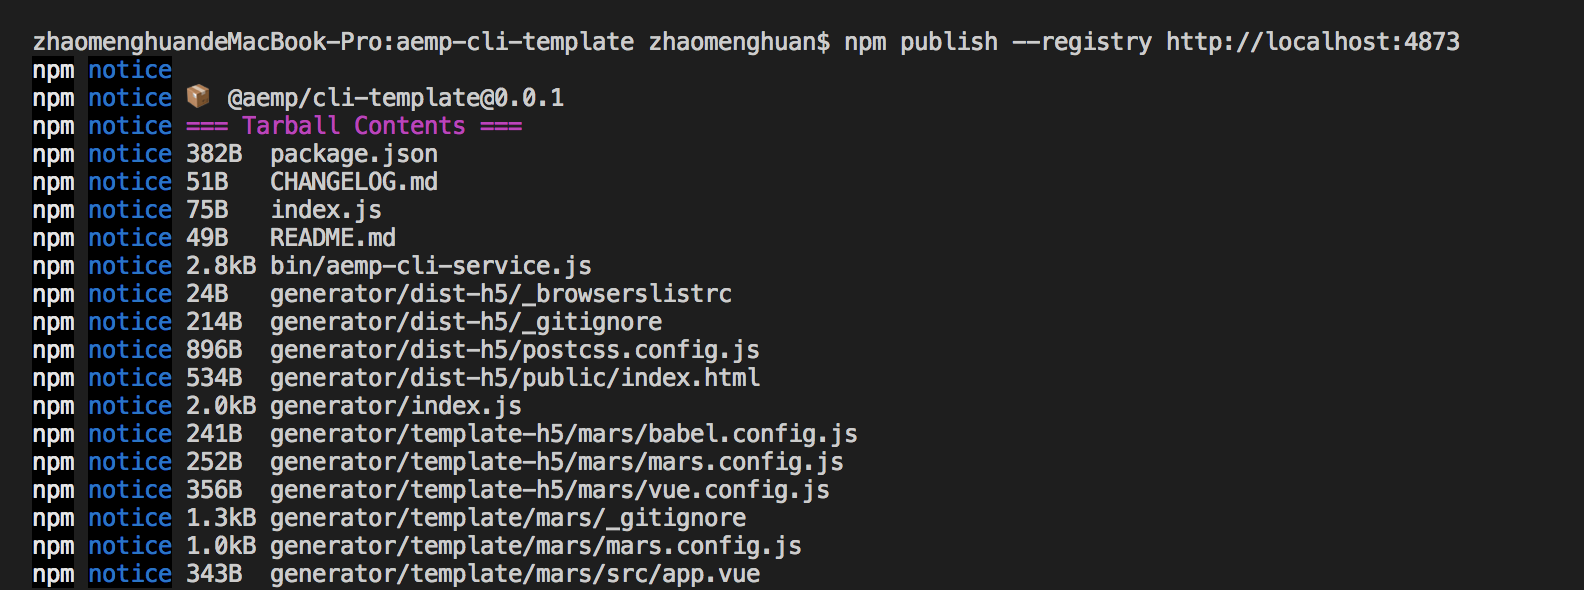 zhaomenghuandeMacBook-Pro:aemp-cli-template zhaomenghuan$ npm publish --registry http://localhost:4873
npm notice
npm notice 📦 @aemp/cli-template@0.0.1
npm notice === Tarball Contents ===
npm notice 382B package.json
npm notice 51B CHANGELOG.md
npm notice 75B index.js
npm notice 49B README.md
npm notice 2.8kB bin/aemp-cli-service.js
npm notice 24B generator/dist-h5/_browserslistrc
npm notice 214B generator/dist-h5/_gitignore
npm notice 896B generator/dist-h5/postcss.config.js
npm notice 534B generator/dist-h5/public/index.html
npm notice 2.0kB generator/index.js
npm notice 241B generator/template-h5/mars/babel.config.js
npm notice 252B generator/template-h5/mars/mars.config.js
npm notice 356B generator/template-h5/mars/vue.config.js
npm notice 1.3kB generator/template/mars/_gitignore
npm notice 1.0kB generator/template/mars/mars.config.js
npm notice 343B generator/template/mars/src/app.vue